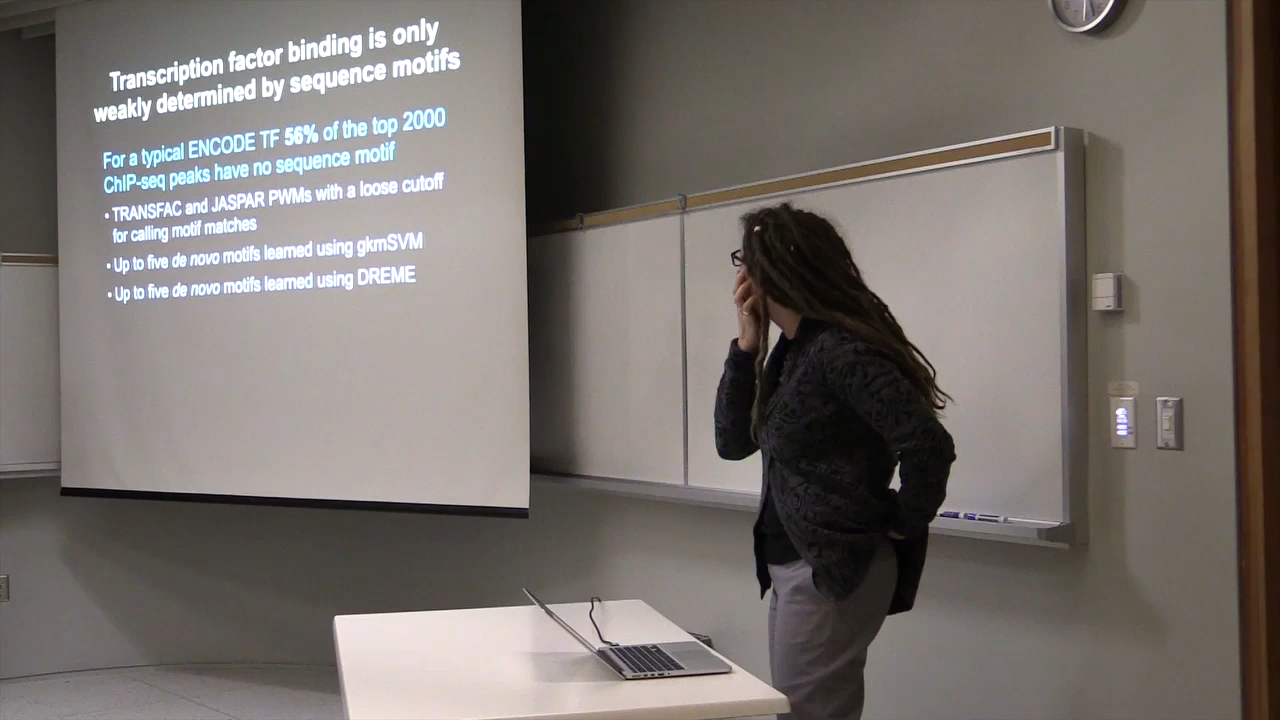 Transcription factor binding is only
weakly determined by sequence motifs
For a typical ENCODE TF 56% of the top 2000
ChIP-seq peaks have no sequence motif
• TRANSFAC and JASPAR PWMs with a loose cutoff
for calling motif matches
• Up to five de novo motifs learned using gkmSVM
• Up to five de novo motifs learned using DREME